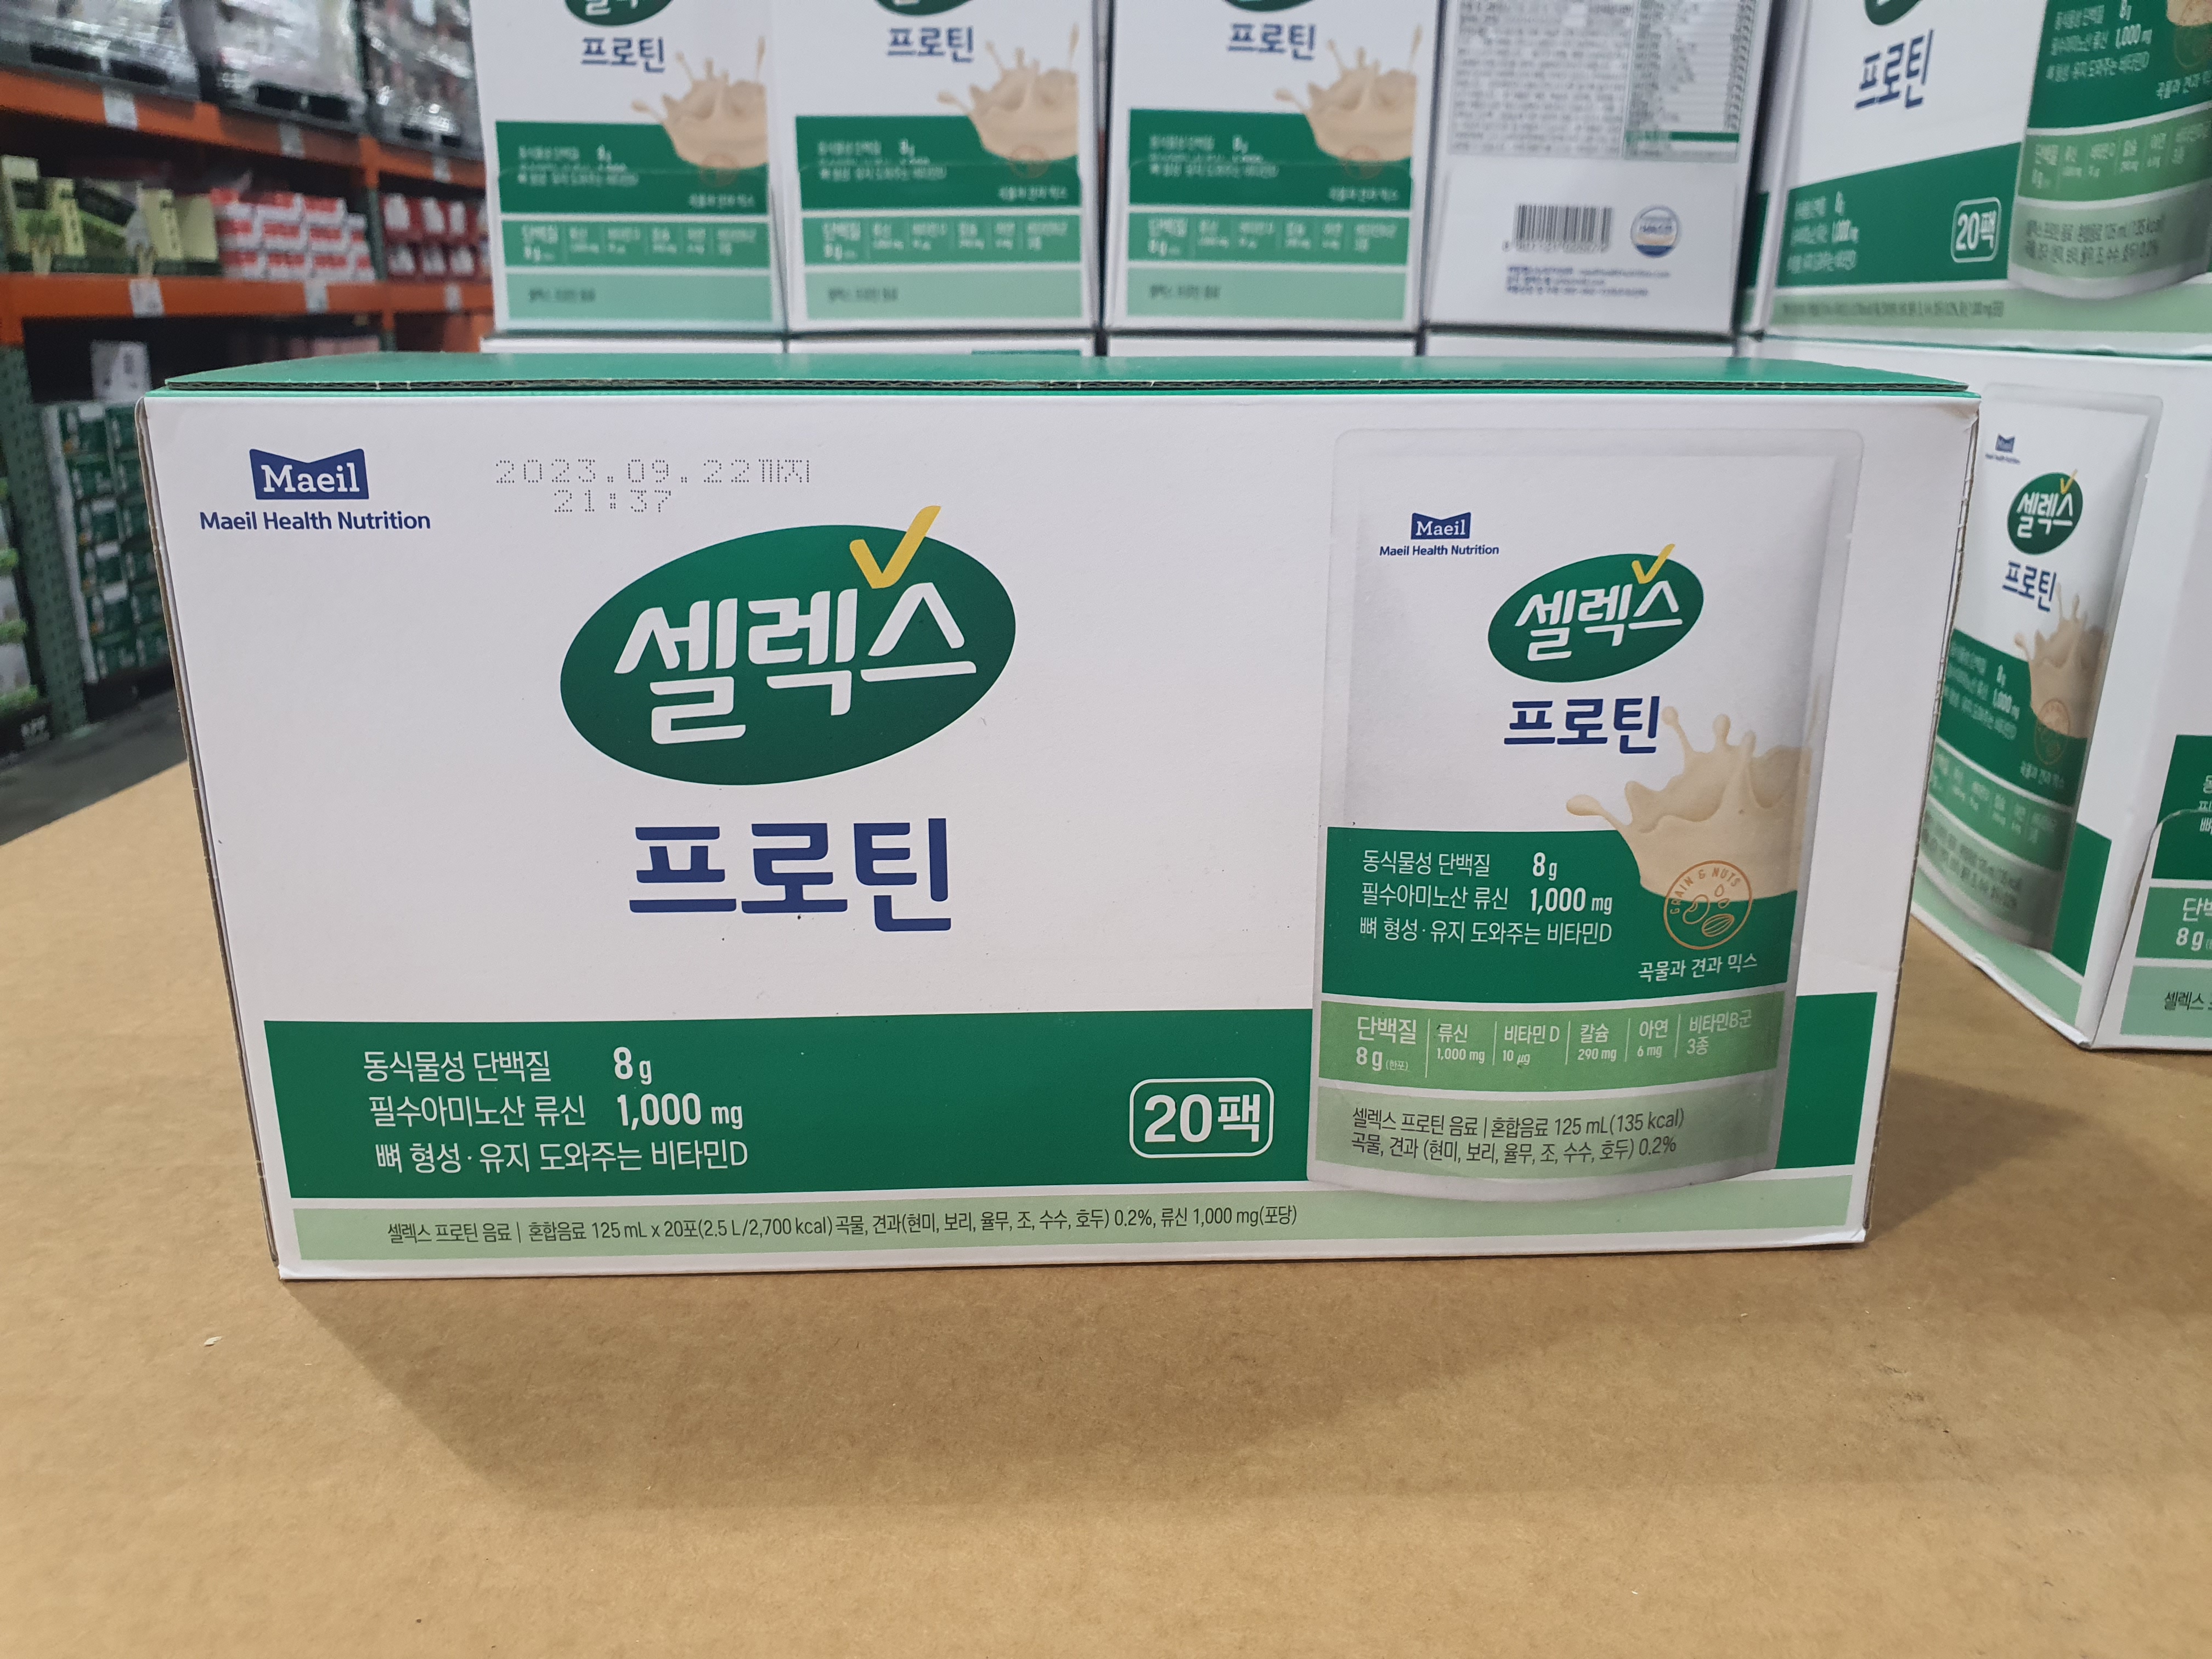 프로틴
프로틴
프로틴
프로틴
20팩
Maeil
Maeil Health Nutrition
2023.09.22까지
21:37
셀렉스
프로틴
동식물성 단백질 8 g
필수아미노산 류신 1,000 mg
뼈 형성·유지 도와주는 비타민D
20팩
셀렉스 프로틴 음료 | 혼합음료 125 mL x 20포(2.5 L/2,700 kcal) 곡물, 견과(현미, 보리, 율무, 조, 수수, 호두) 0.2%, 류신 1,000 mg(포당)
Maeil
Maeil Health Nutrition
셀렉스
프로틴
동식물성 단백질 8 g
필수아미노산 류신 1,000 mg
뼈 형성·유지 도와주는 비타민D
GRAIN & NUTS
곡물과 견과 믹스
단백질 류신 비타민 D 칼슘 아연 비타민B군
8 g (한포) 1,000 mg 10 μg 290 mg 6 mg 3종
셀렉스 프로틴 음료 | 혼합음료 125 mL(135 kcal)
곡물, 견과 (현미, 보리, 율무, 조, 수수, 호두) 0.2%
셀렉스
프로틴